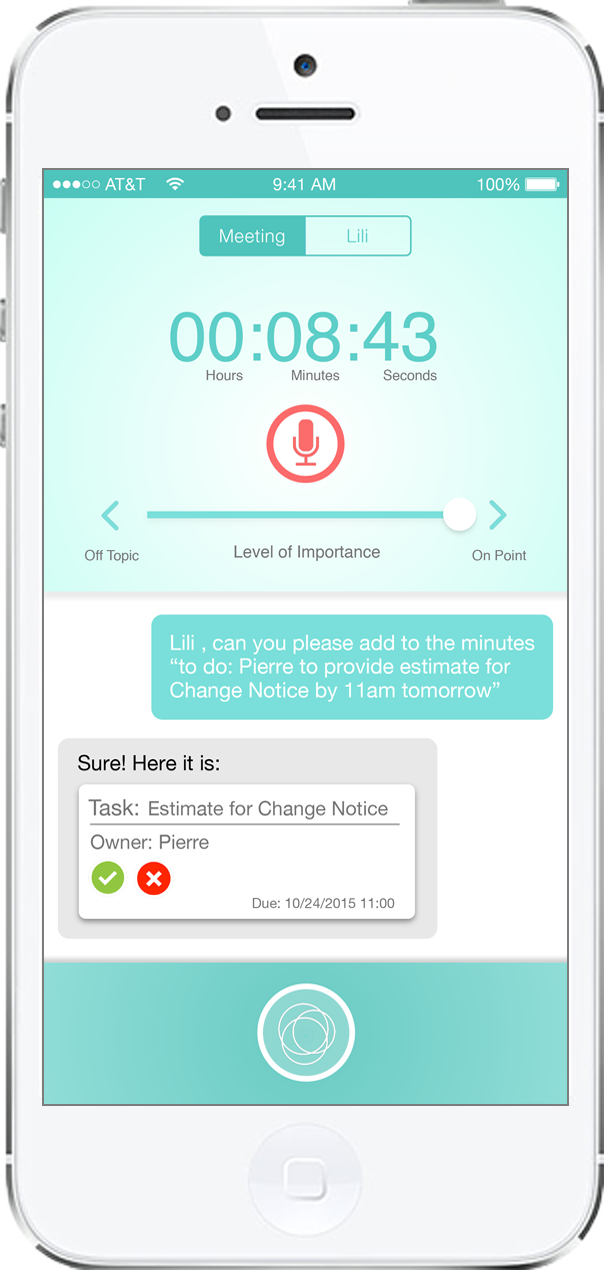 AT&T 9:41 AM 100%
Meeting Lili
00:08:43
Hours Minutes Seconds
Off Topic Level of Importance On Point
Lili , can you please add to the minutes
“to do: Pierre to provide estimate for
Change Notice by 11am tomorrow”
Sure! Here it is:
Task: Estimate for Change Notice
Owner: Pierre
Due: 10/24/2015 11:00